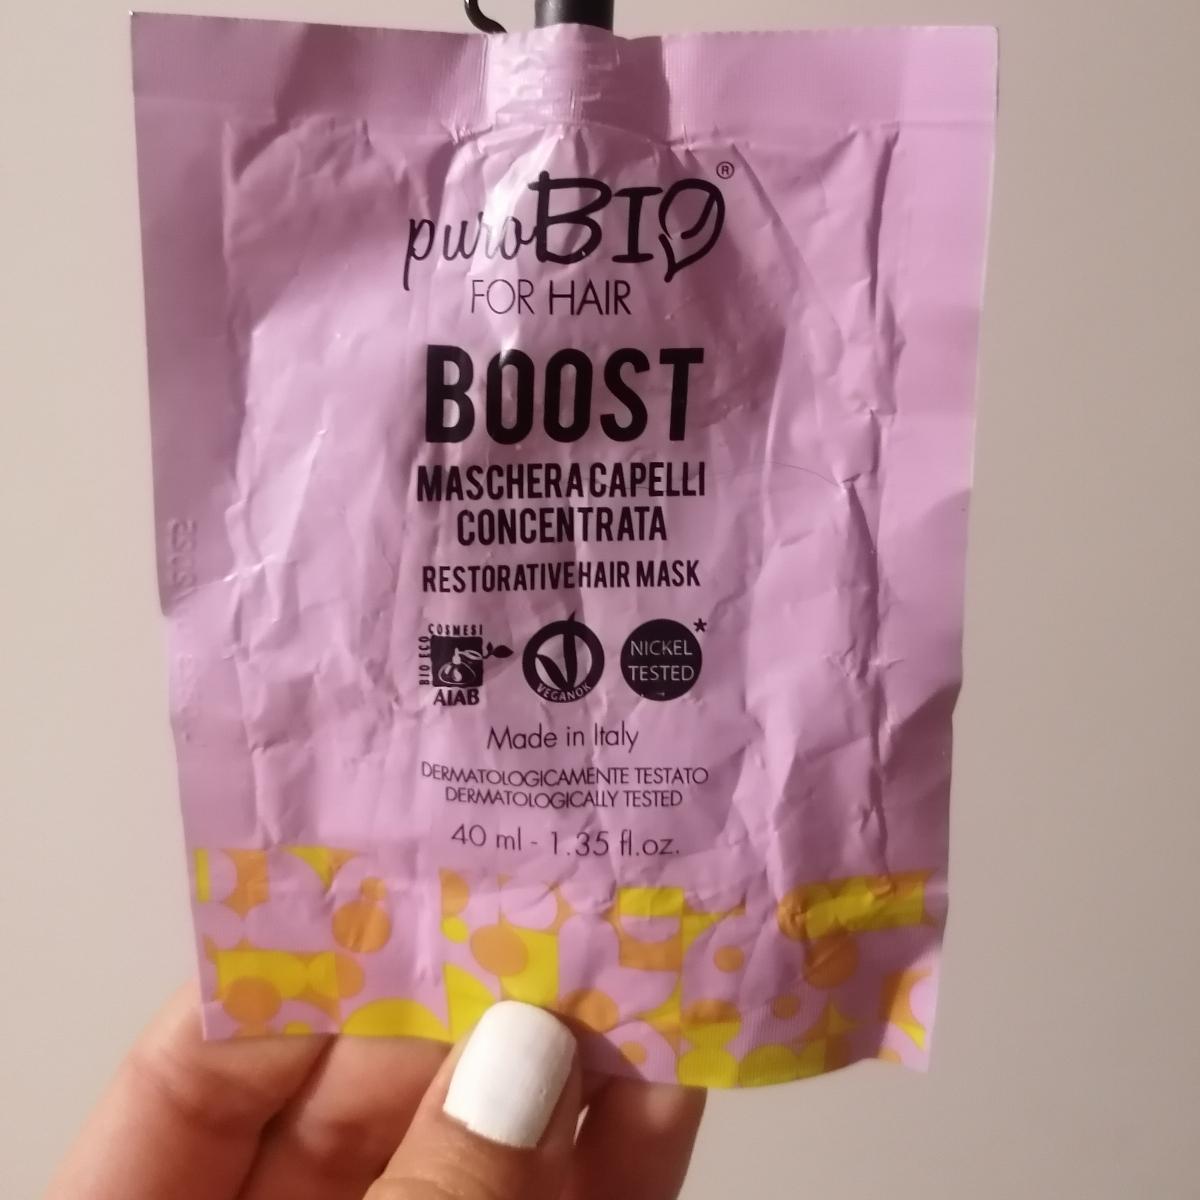 puroBIO®
FOR HAIR
BOOST
MASCHERA CAPELLI
CONCENTRATA
RESTORATIVE HAIR MASK
COSMESI
BIO ECO
AIAB
VEGANOK
NICKEL
TESTED
*
Made in Italy
DERMATOLOGICAMENTE TESTATO
DERMATOLOGICALLY TESTED
40 ml - 1.35 fl.oz.